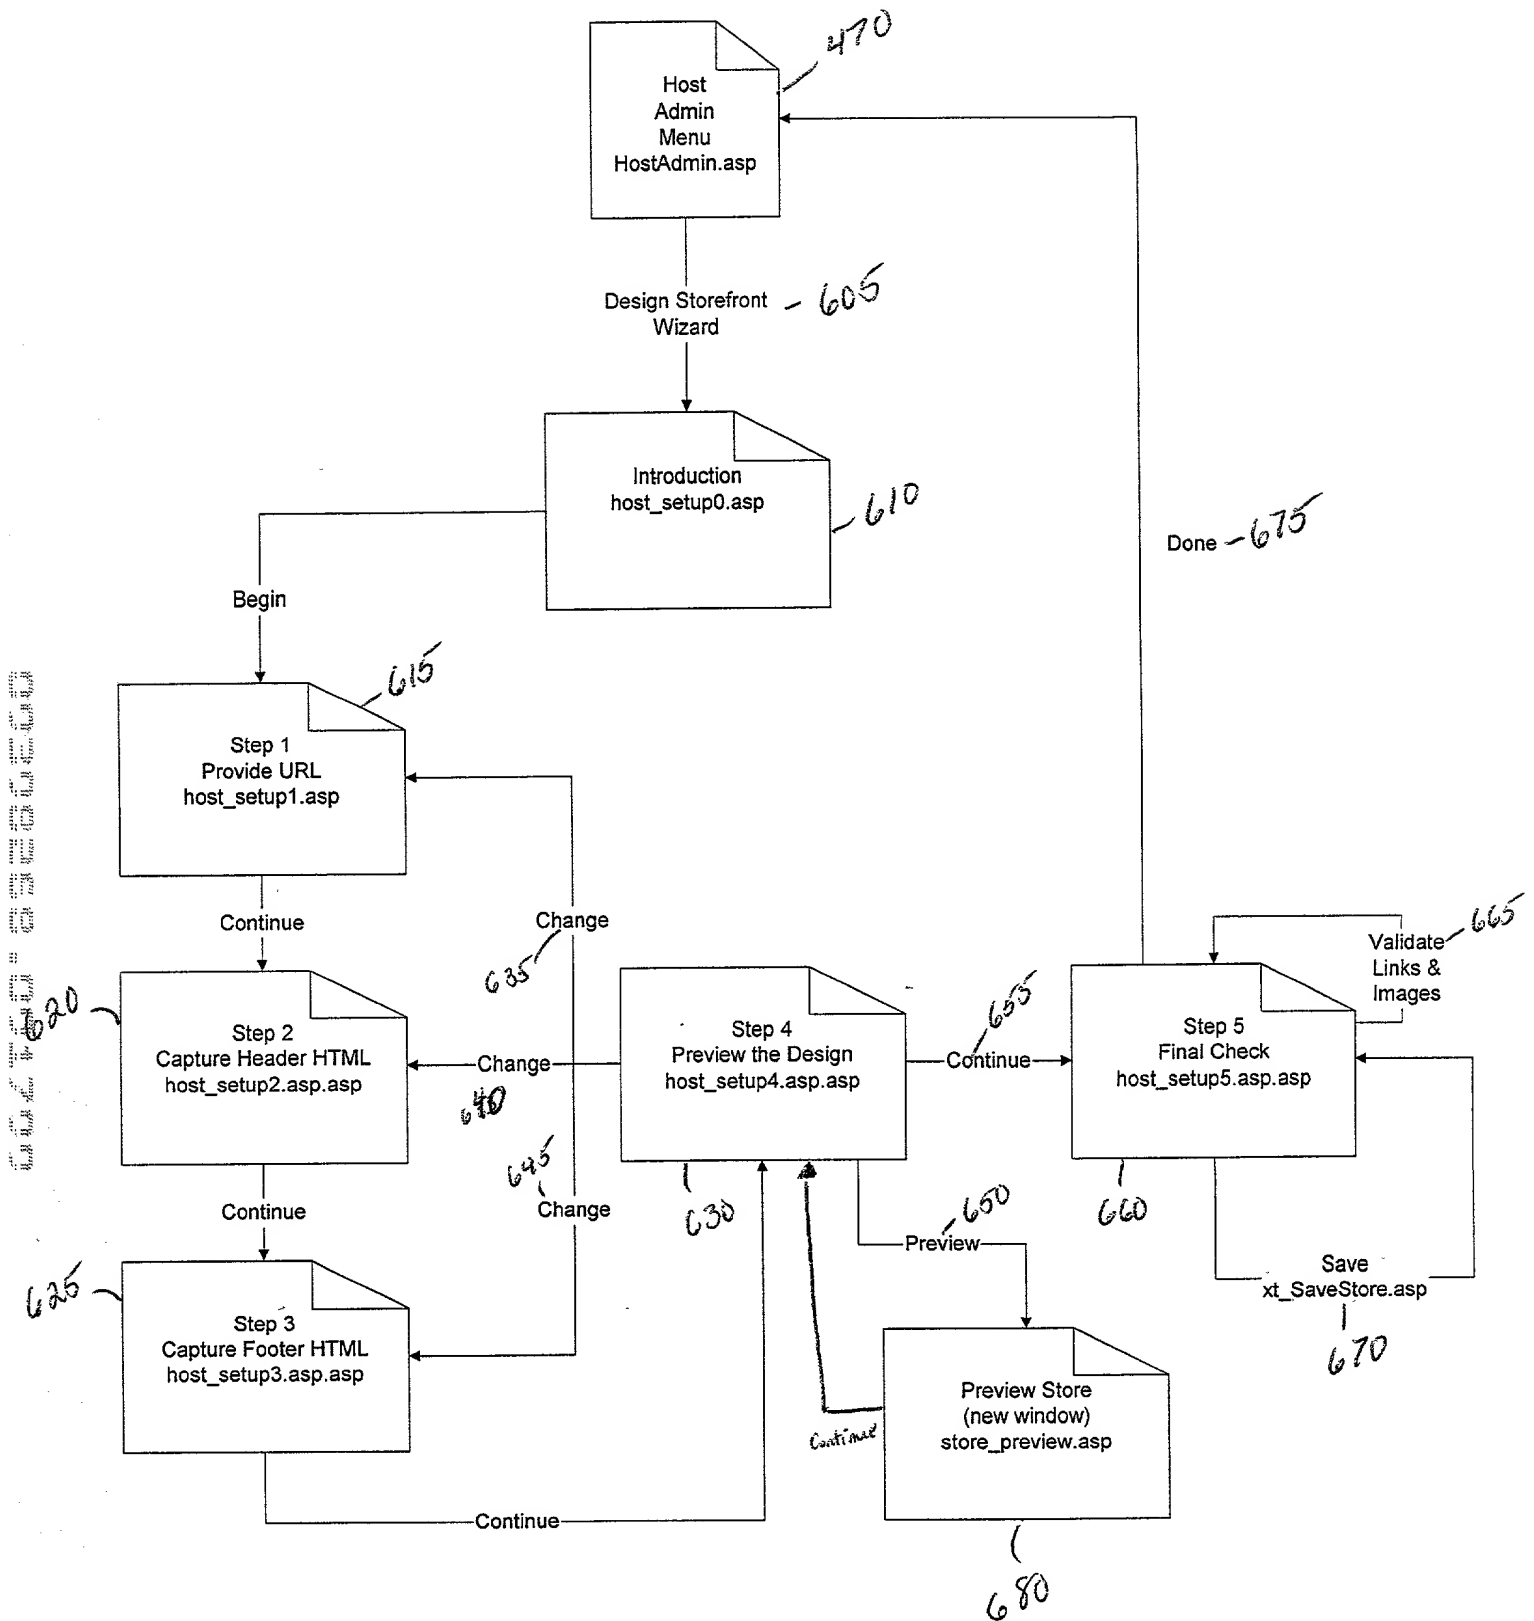 470
Host
Admin
Menu
HostAdmin.asp
Design Storefront
Wizard
605
Introduction
host_setup0.asp
610
Done
675
Begin
615
Step 1
Provide URL
host_setup1.asp
Continue
Change
635
665
Validate
Links &
Images
620
Step 2
Capture Header HTML
host_setup2.asp.asp
Change
640
Step 4
Preview the Design
host_setup4.asp.asp
630
655
Continue
Step 5
Final Check
host_setup5.asp.asp
660
Continue
645
Change
650
Preview
Save
xt_SaveStore.asp
670
625
Step 3
Capture Footer HTML
host_setup3.asp.asp
Continue
Preview Store
(new window)
store_preview.asp
Continue
680